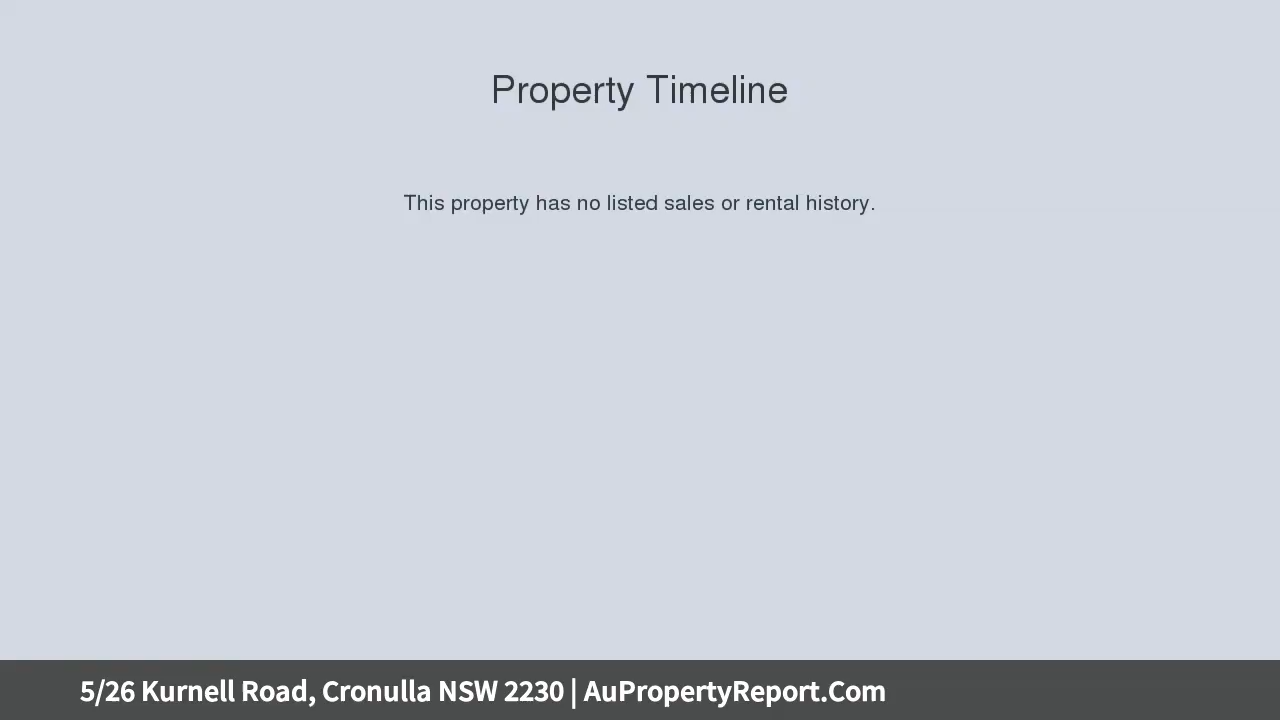 Property Timeline
This property has no listed sales or rental history.
5/26 Kurnell Road, Cronulla NSW 2230 | AuPropertyReport.Com